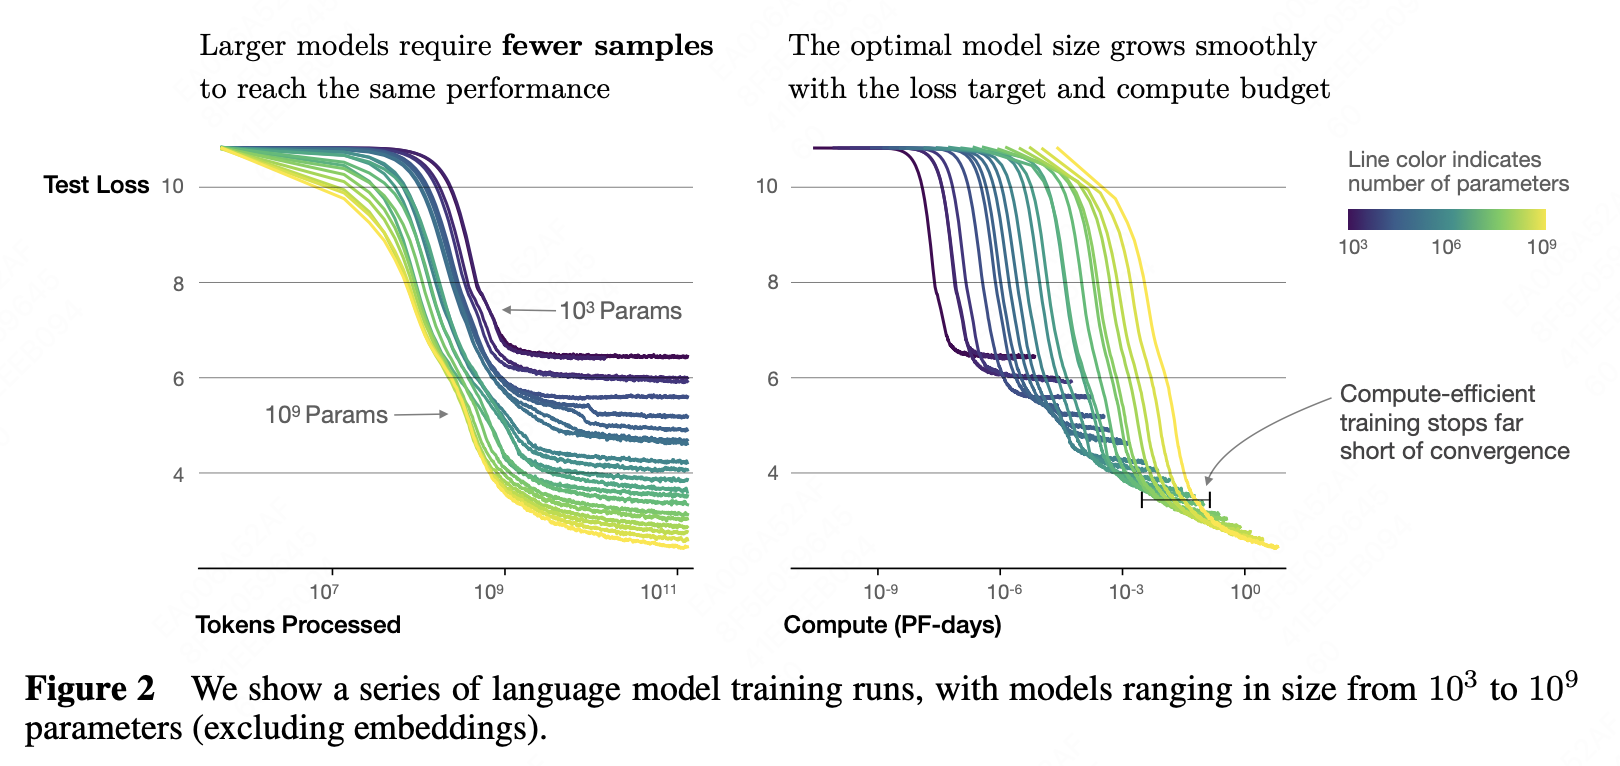 Larger models require fewer samples
to reach the same performance
The optimal model size grows smoothly
with the loss target and compute budget
Test Loss
10
8
6
4
10³ Params
10⁹ Params
10⁷
10⁹
10¹¹
Tokens Processed
10
8
6
4
10⁻⁹
10⁻⁶
10⁻³
10⁰
Compute (PF-days)
Line color indicates
number of parameters
10³
10⁶
10⁹
Compute-efficient
training stops far
short of convergence
Figure 2 We show a series of language model training runs, with models ranging in size from 10³ to 10⁹
parameters (excluding embeddings).